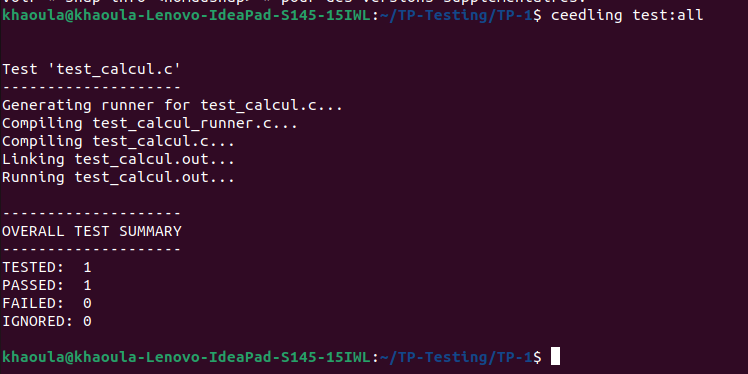 khaoula@khaoula-Lenovo-IdeaPad-S145-15IWL:~/TP-Testing/TP-1$ ceedling test:all
Test 'test_calcul.c'
--------------------
Generating runner for test_calcul.c...
Compiling test_calcul_runner.c...
Compiling test_calcul.c...
Linking test_calcul.out...
Running test_calcul.out...
--------------------
OVERALL TEST SUMMARY
--------------------
TESTED:  1
PASSED:  1
FAILED:  0
IGNORED: 0
khaoula@khaoula-Lenovo-IdeaPad-S145-15IWL:~/TP-Testing/TP-1$